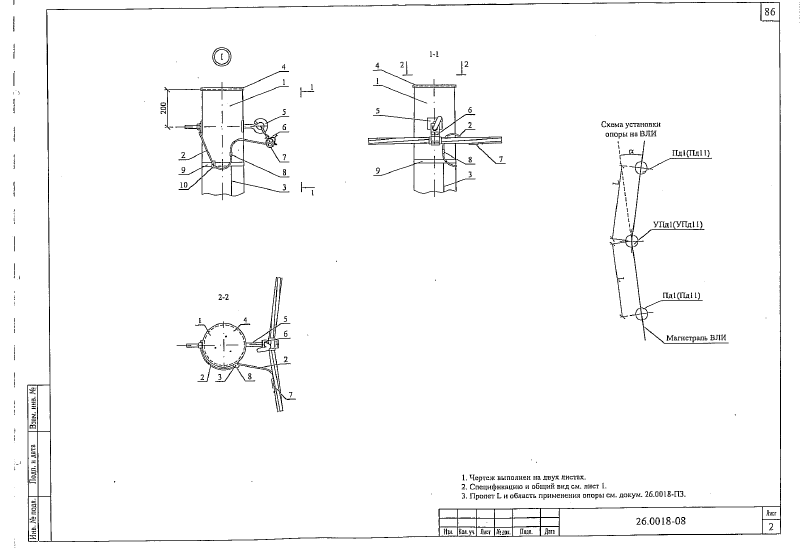 86
I
4
1
1
200
5
6
2
7
9
8
10
3
1
1-1
2
2
4
1
5
6
2
7
8
9
3
Схема установки
опоры на ВЛИ
α
Пд1(Пд11)
L
УПд1(УПд11)
L
Пд1(Пд11)
Магистраль ВЛИ
2-2
1
4
5
6
2
2
3
8
7
1. Чертеж выполнен на двух листах.
2. Спецификацию и общий вид см. лист 1.
3. Пролет L и область применения опоры см. докум. 26.0018-ПЗ.
Взам. инв. №
Подп. и дата
Инв. № подл.
Изм. Кол. уч. Лист № док. Подп. Дата
26.0018-08
Лист
2